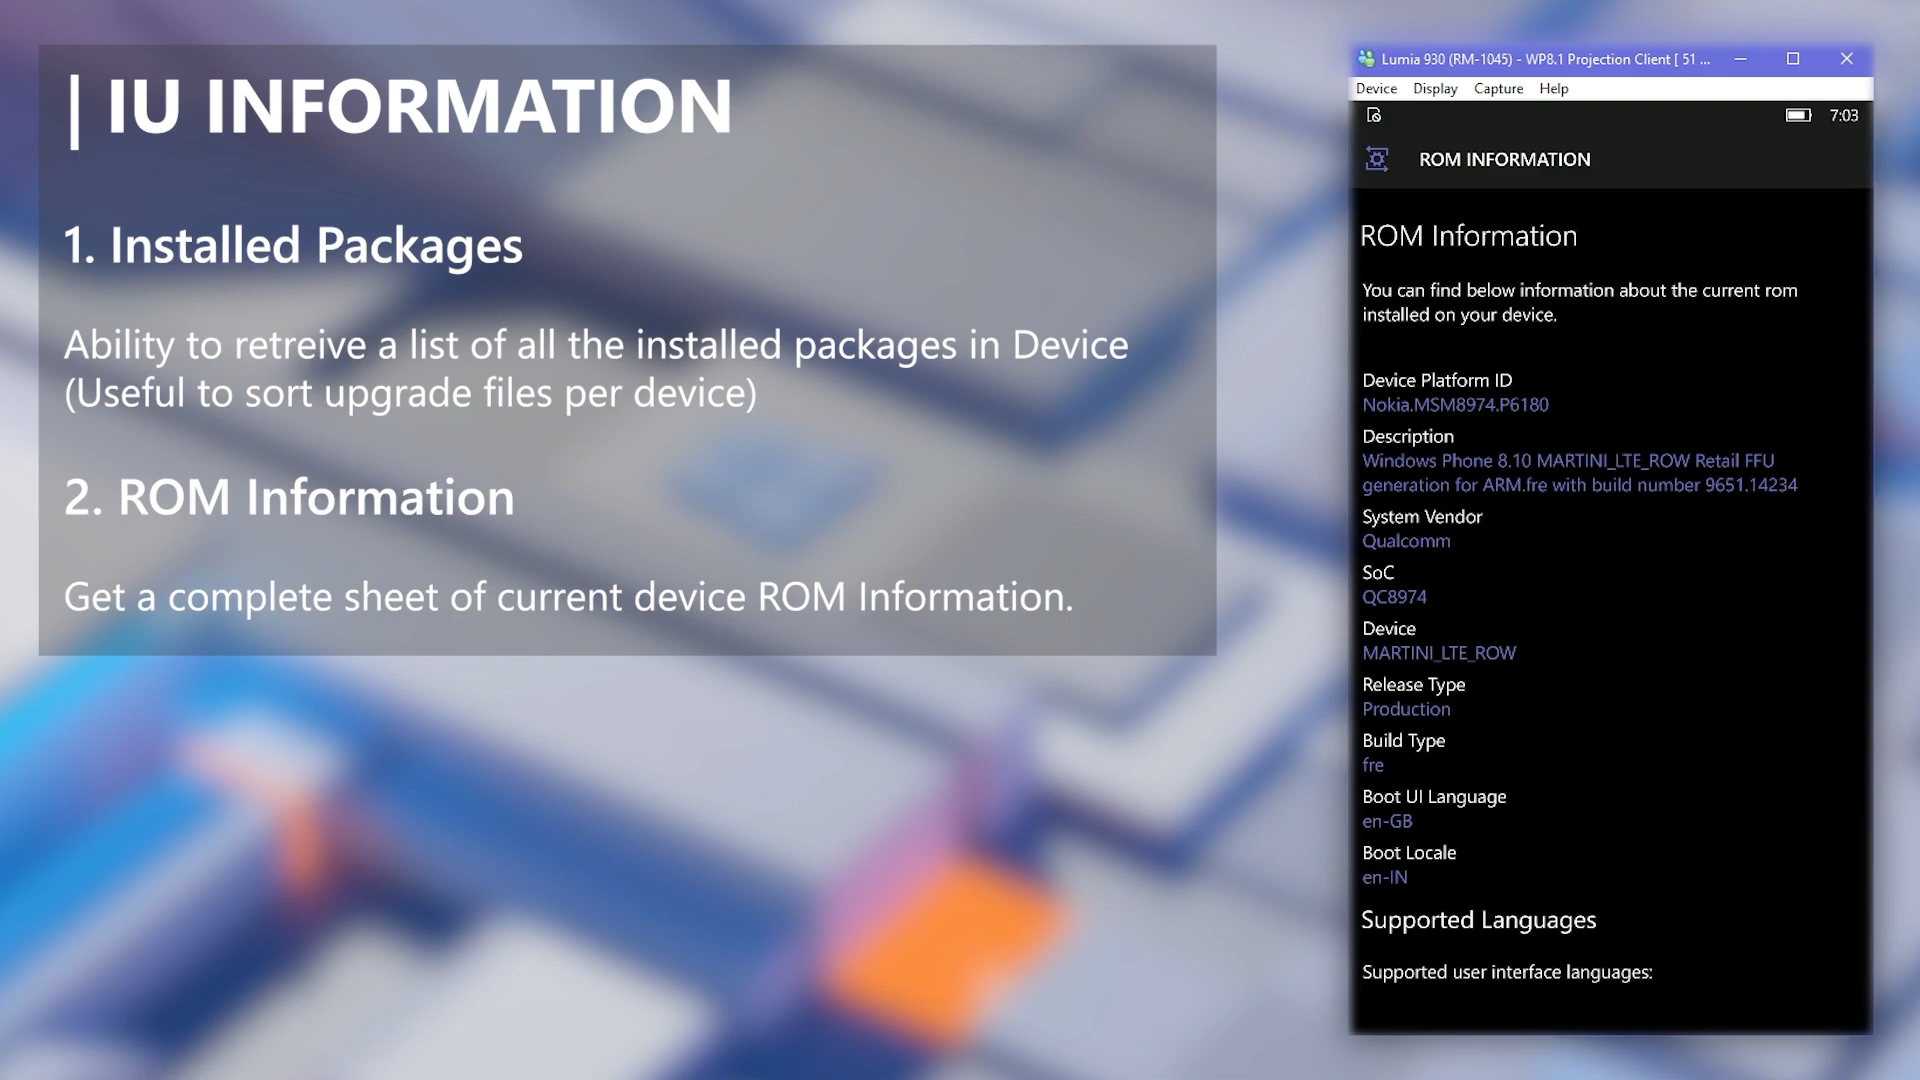 | IU INFORMATION
1. Installed Packages
Ability to retreive a list of all the installed packages in Device
(Useful to sort upgrade files per device)
2. ROM Information
Get a complete sheet of current device ROM Information.
Lumia 930 (RM-1045) - WP8.1 Projection Client [ 51 ...
Device Display Capture Help
7:03
ROM INFORMATION
ROM Information
You can find below information about the current rom
installed on your device.
Device Platform ID
Nokia.MSM8974.P6180
Description
Windows Phone 8.10 MARTINI_LTE_ROW Retail FFU
generation for ARM.fre with build number 9651.14234
System Vendor
Qualcomm
SoC
QC8974
Device
MARTINI_LTE_ROW
Release Type
Production
Build Type
fre
Boot UI Language
en-GB
Boot Locale
en-IN
Supported Languages
Supported user interface languages: